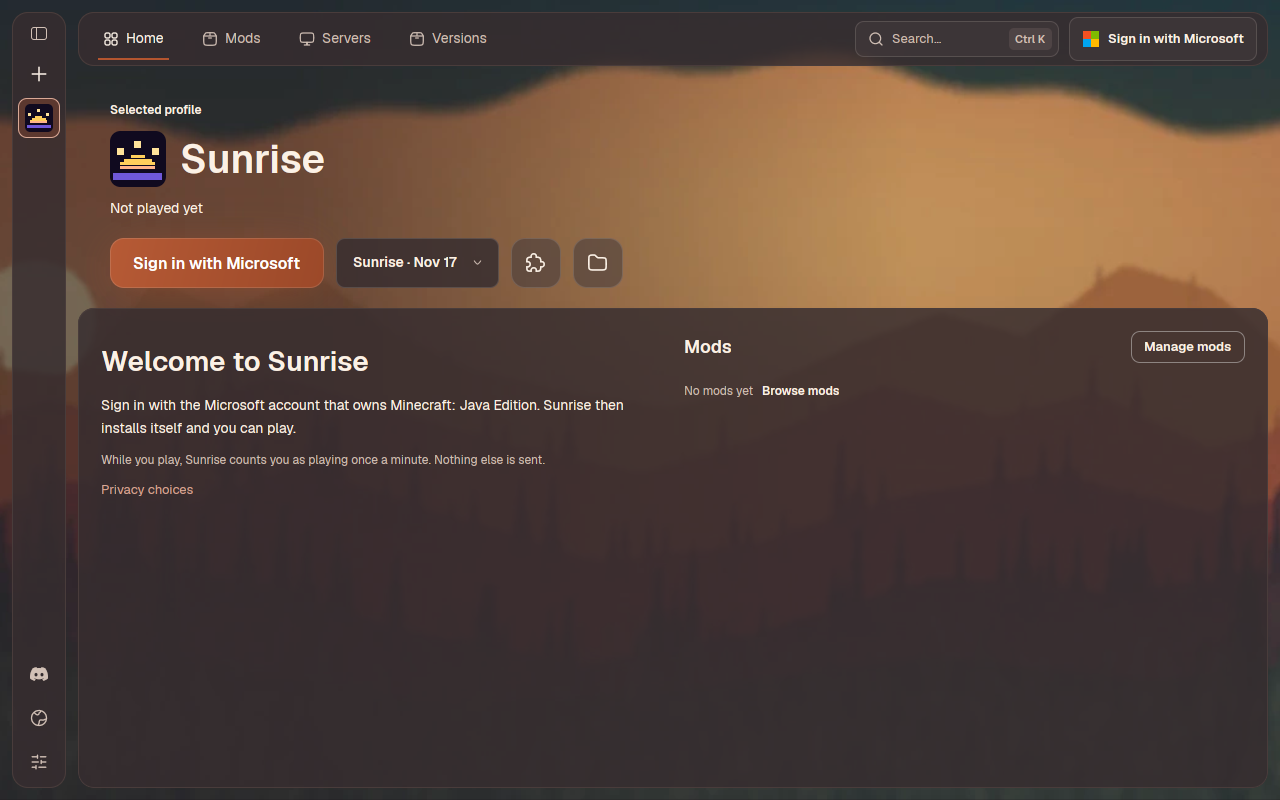 Home
Mods
Servers
Versions
Search...
Ctrl K
Sign in with Microsoft
Selected profile
Sunrise
Not played yet
Sign in with Microsoft
Sunrise · Nov 17
Welcome to Sunrise
Sign in with the Microsoft account that owns Minecraft: Java Edition. Sunrise then
installs itself and you can play.
While you play, Sunrise counts you as playing once a minute. Nothing else is sent.
Privacy choices
Mods
Manage mods
No mods yet Browse mods